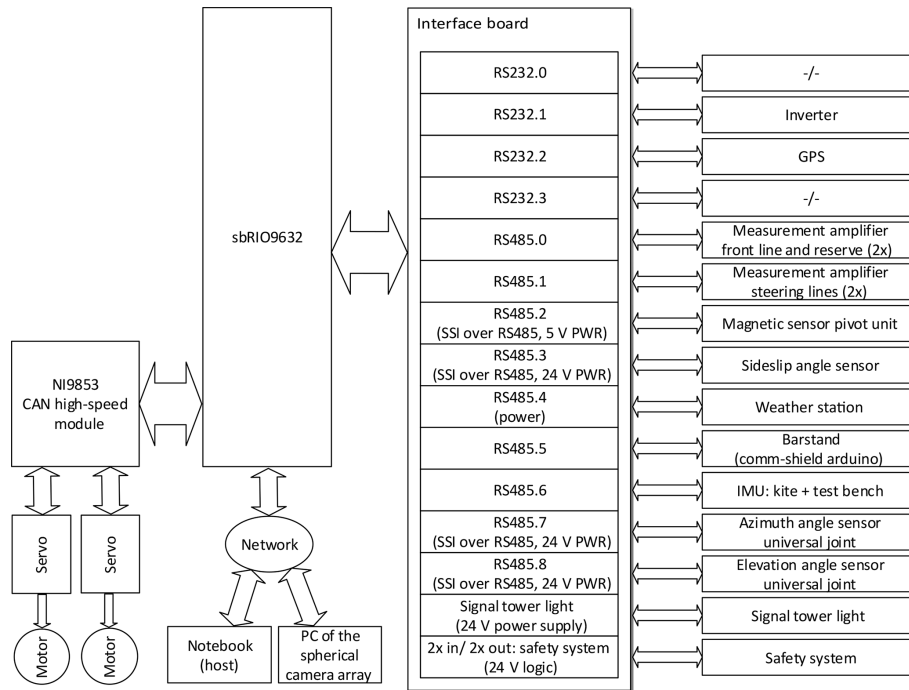 Interface board
RS232.0
-/-
RS232.1
Inverter
RS232.2
GPS
RS232.3
-/-
sbRIO9632
RS485.0
Measurement amplifier
front line and reserve (2x)
RS485.1
Measurement amplifier
steering lines (2x)
RS485.2
(SSI over RS485, 5 V PWR)
Magnetic sensor pivot unit
RS485.3
(SSI over RS485, 24 V PWR)
Sideslip angle sensor
NI9853
CAN high-speed
module
RS485.4
(power)
Weather station
RS485.5
Barstand
(comm-shield arduino)
RS485.6
IMU: kite + test bench
Servo
Servo
Network
RS485.7
(SSI over RS485, 24 V PWR)
Azimuth angle sensor
universal joint
RS485.8
(SSI over RS485, 24 V PWR)
Elevation angle sensor
universal joint
Signal tower light
(24 V power supply)
Signal tower light
Motor
Motor
Notebook
(host)
PC of the
spherical
camera array
2x in/ 2x out: safety system
(24 V logic)
Safety system